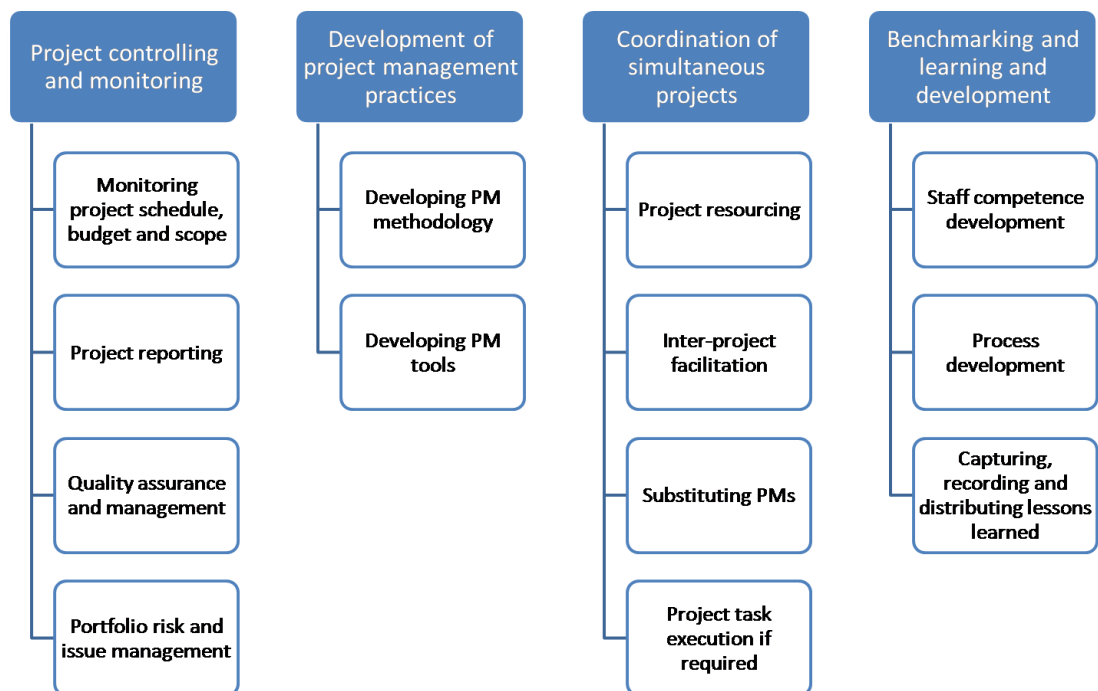 Project controlling
and monitoring
Monitoring
project schedule,
budget and scope
Project reporting
Quality assurance
and management
Portfolio risk and
issue management
Development of
project management
practices
Developing PM
methodology
Developing PM
tools
Coordination of
simultaneous
projects
Project resourcing
Inter-project
facilitation
Substituting PMs
Project task
execution if
required
Benchmarking and
learning and
development
Staff competence
development
Process
development
Capturing,
recording and
distributing lessons
learned